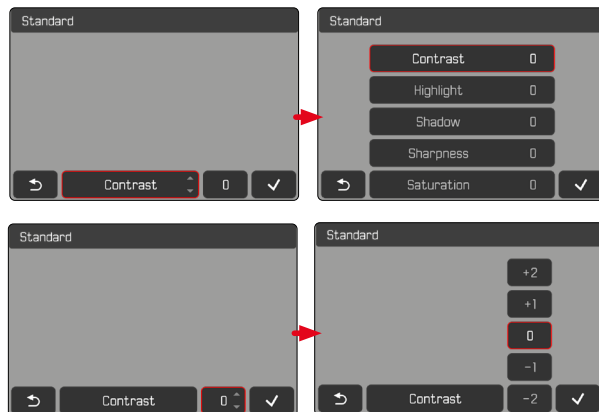 Standard
Contrast 0
Standard
Contrast 0
Highlight 0
Shadow 0
Sharpness 0
Saturation 0
Standard
Contrast 0
Standard
+2
+1
0
-1
Contrast -2